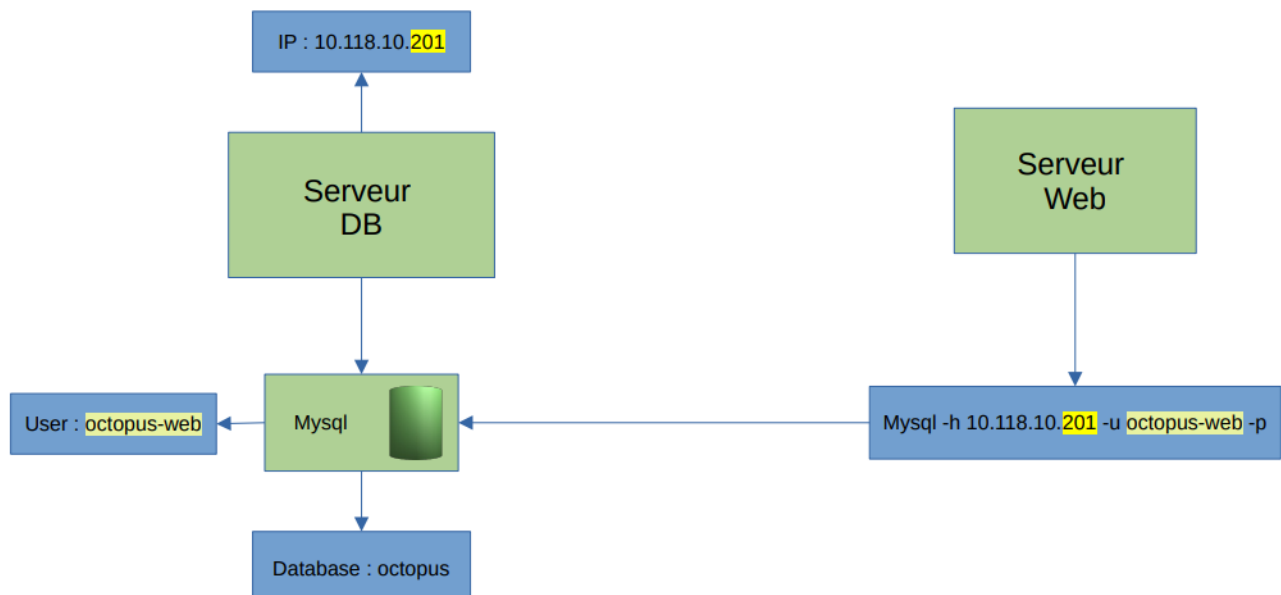 IP : 10.118.10.201
Serveur
DB
Serveur
Web
User : octopus-web
Mysql
Mysql -h 10.118.10.201 -u octopus-web -p
Database : octopus